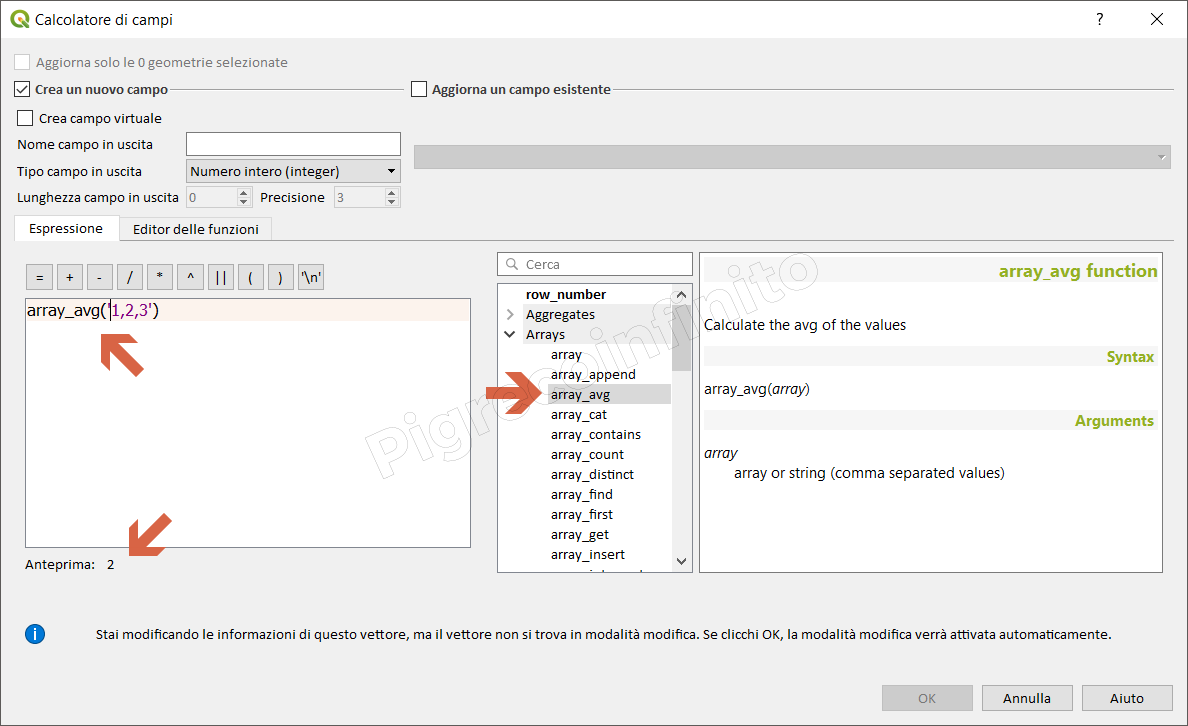 Calcolatore di campi
?
Aggiorna solo le 0 geometrie selezionate
Crea un nuovo campo
Aggiorna un campo esistente
Crea campo virtuale
Nome campo in uscita
Tipo campo in uscita
Numero intero (integer)
Lunghezza campo in uscita
0
Precisione
3
Espressione
Editor delle funzioni
= + - / * ^ || ( ) '\n'
array_avg('1,2,3')
Anteprima: 2
Cerca
row_number
Aggregates
Arrays
array
array_append
array_avg
array_cat
array_contains
array_count
array_distinct
array_find
array_first
array_get
array_insert
array_avg function
Calculate the avg of the values
Syntax
array_avg(array)
Arguments
array
array or string (comma separated values)
Pigrecoinfinito
Stai modificando le informazioni di questo vettore, ma il vettore non si trova in modalità modifica. Se clicchi OK, la modalità modifica verrà attivata automaticamente.
OK
Annulla
Aiuto